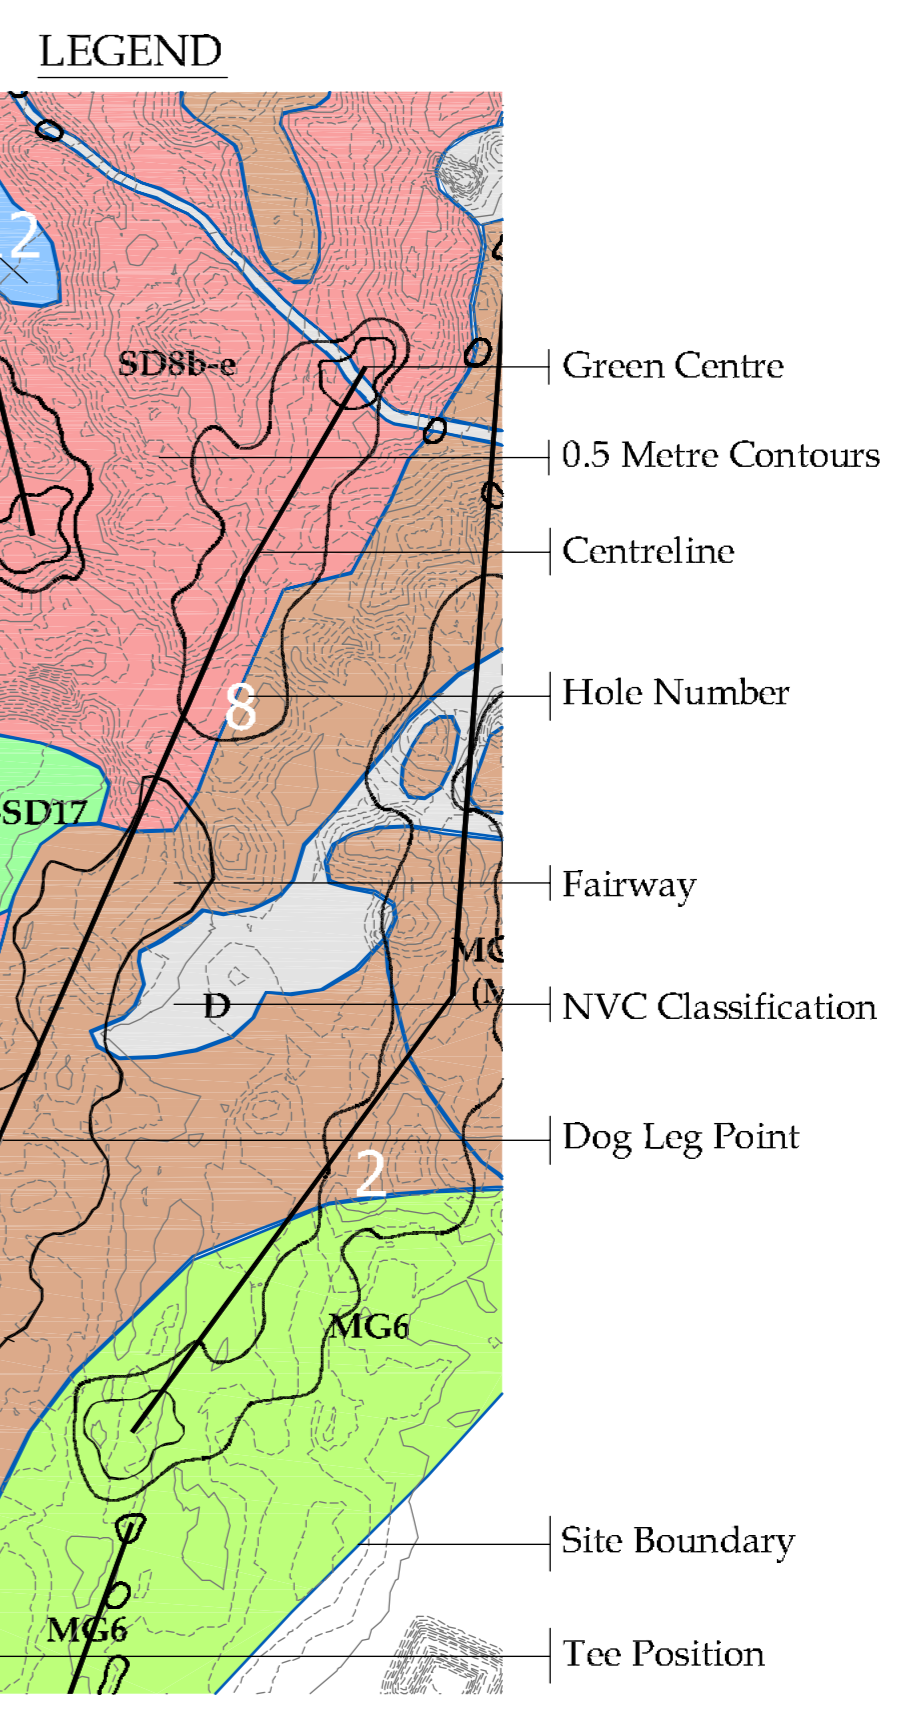 LEGEND
2
SD8b-e
Green Centre
0.5 Metre Contours
Centreline
8
Hole Number
-SD17
Fairway
MC
(M
D
NVC Classification
Dog Leg Point
2
MG6
Site Boundary
MG6
Tee Position